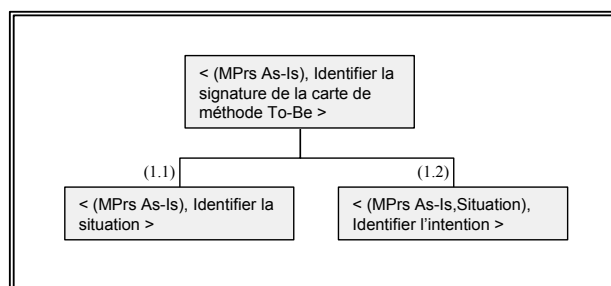 < (MPrs As-Is), Identifier la
signature de la carte de
méthode To-Be >
(1.1)
(1.2)
< (MPrs As-Is), Identifier la
situation >
< (MPrs As-Is,Situation),
Identifier l'intention >